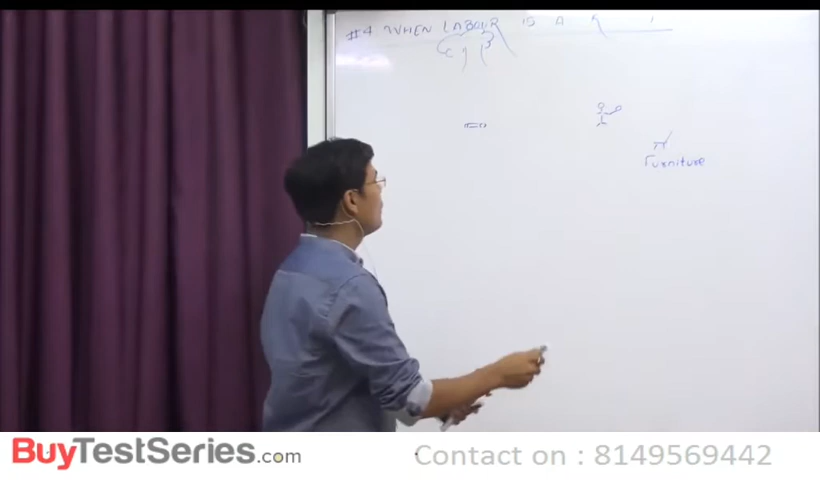 #4 WHEN LABOUR IS A
Furniture
BuyTestSeries.com
Contact on : 8149569442